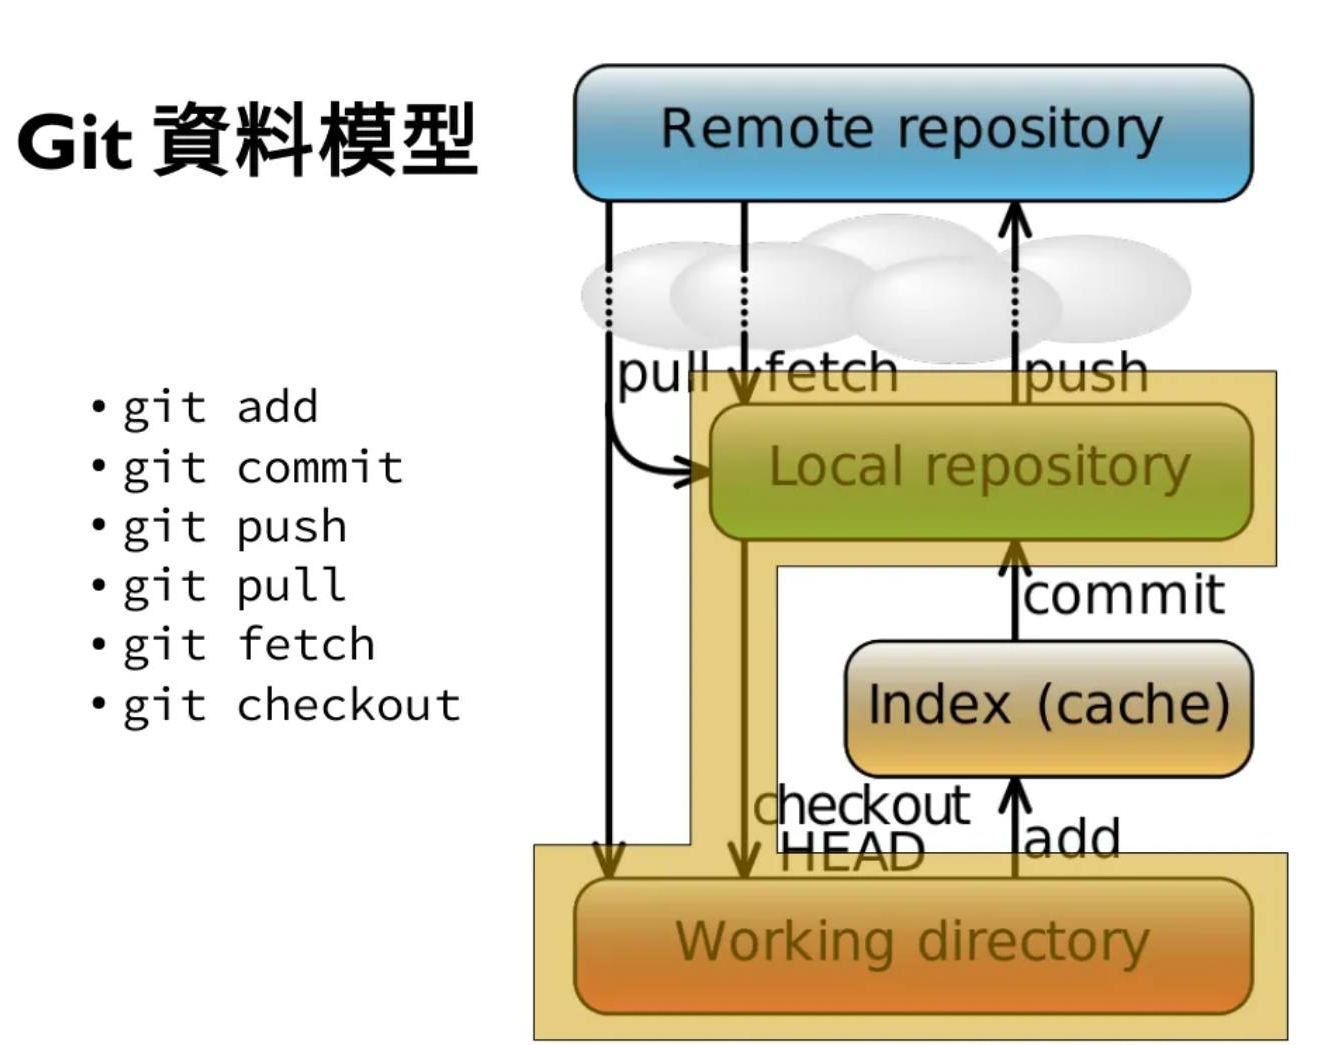 Git 資料模型
• git add
• git commit
• git push
• git pull
• git fetch
• git checkout
Remote repository
pull
fetch
push
Local repository
commit
Index (cache)
checkout
HEAD
add
Working directory